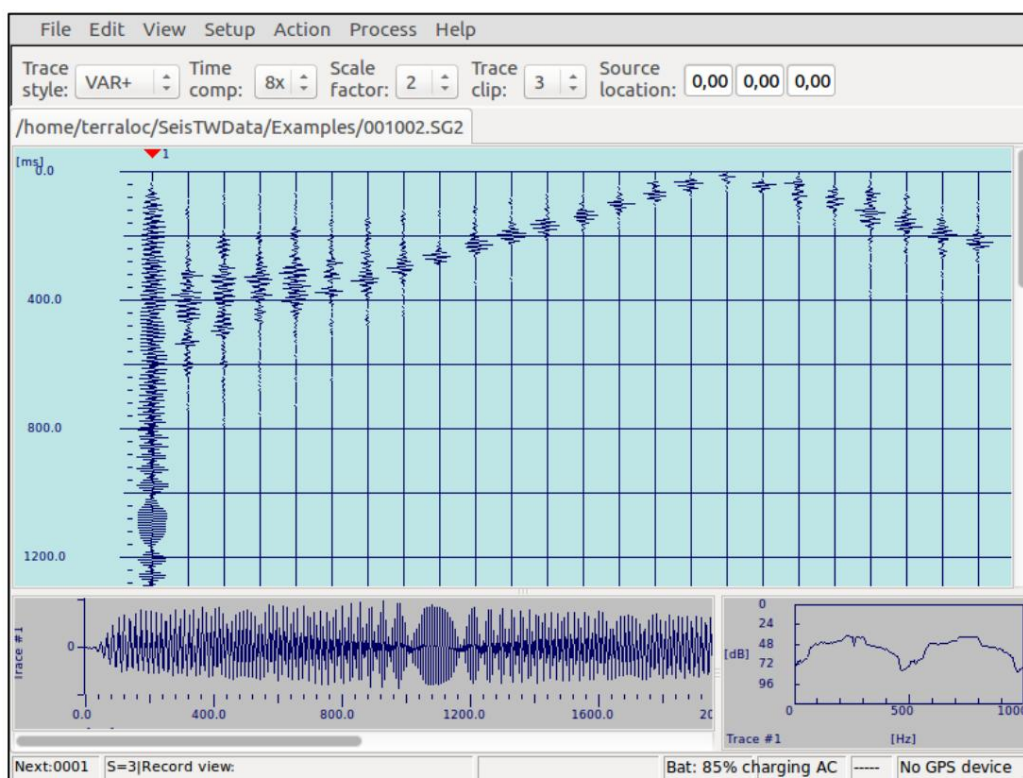 File Edit View Setup Action Process Help
Trace style: VAR+ Time comp: 8x Scale factor: 2 Trace clip: 3 Source location: 0,00 0,00 0,00
/home/terraloc/SeisTWData/Examples/001002.SG2
[ms]
1
0.0
400.0
800.0
1200.0
Trace #1
0
0.0 400.0 800.0 1200.0 1600.0 20
0
24
48
[dB]
72
96
0 500 1000
Trace #1 [Hz]
Next:0001 S=3|Record view: Bat: 85% charging AC ----- No GPS device